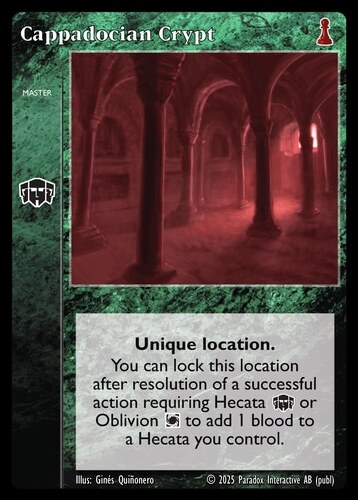 Cappadocian Crypt
MASTER
Unique location.
You can lock this location
after resolution of a successful
action requiring Hecata or
Oblivion to add 1 blood to
a Hecata you control.
Illus: Ginés Quiñonero
© 2025 Paradox Interactive AB (publ)